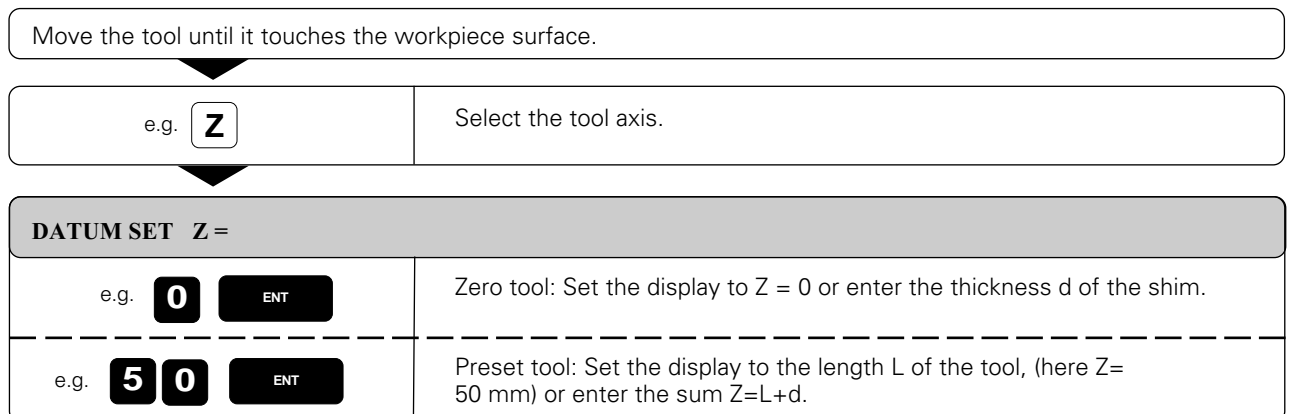 Move the tool until it touches the workpiece surface.
e.g. Z
Select the tool axis.
DATUM SET Z =
e.g. 0 ENT
Zero tool: Set the display to Z = 0 or enter the thickness d of the shim.
e.g. 5 0 ENT
Preset tool: Set the display to the length L of the tool, (here Z=
50 mm) or enter the sum Z=L+d.